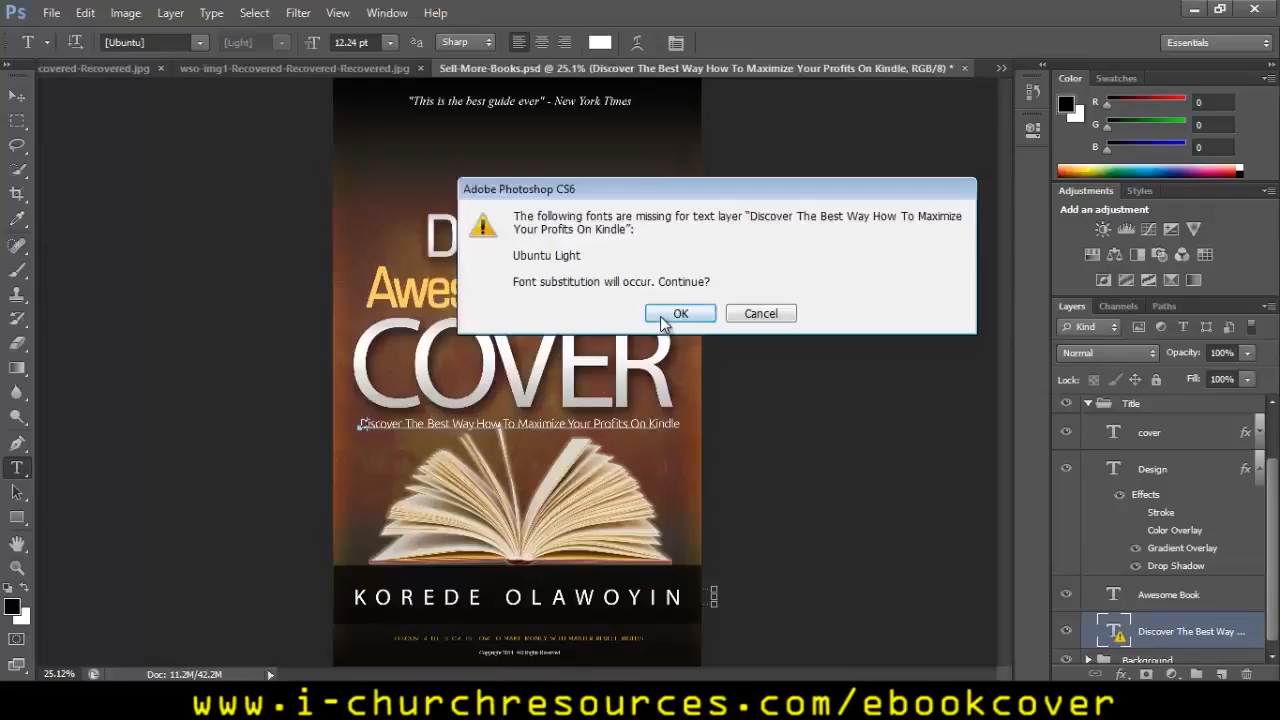 Ps File Edit Image Layer Type Select Filter View Window Help
T [Ubuntu] [Light] 12.24 pt Sharp Essentials
covered-Recovered.jpg × wso-img1-Recovered-Recovered-Recovered.jpg × Sell-More-Books.psd @ 25.1% (Discover The Best Way How To Maximize Your Profits On Kindle, RGB/8) * ×
Color Swatches
R 0
G 0
B 0
Adjustments Styles
Add an adjustment
"This is the best guide ever" - New York Times
Adobe Photoshop CS6
The following fonts are missing for text layer “Discover The Best Way How To Maximize
Your Profits On Kindle”:
Ubuntu Light
Font substitution will occur. Continue?
OK Cancel
D
Awes
COVER
Discover The Best Way How To Maximize Your Profits On Kindle
KOREDE OLAWOYIN
Copyright 2014. All Rights Reserved
Layers Channels Paths
Kind
Normal Opacity: 100%
Lock: Fill: 100%
Title
T cover fx
T Design fx
Effects
Stroke
Color Overlay
Gradient Overlay
Drop Shadow
T Awesome Book
T Discover The Best Way ...
Background
25.12% Doc: 11.2M/42.2M
www.i-churchresources.com/ebookcover